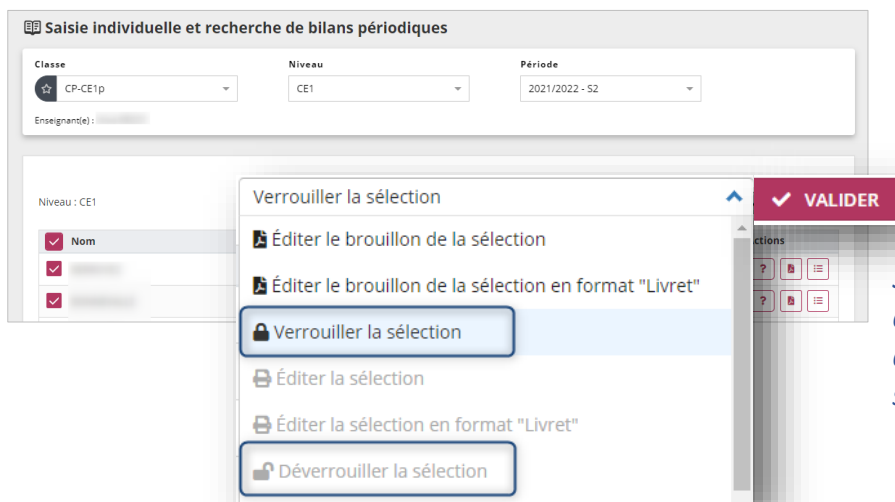 Saisie individuelle et recherche de bilans périodiques
Classe Niveau Période
CP-CE1p CE1 2021/2022 - S2
Enseignant(e) :
Niveau : CE1
Verrouiller la sélection
VALIDER
Nom
Éditer le brouillon de la sélection
Éditer le brouillon de la sélection en format "Livret"
Verrouiller la sélection
Éditer la sélection
Éditer la sélection en format "Livret"
Déverrouiller la sélection